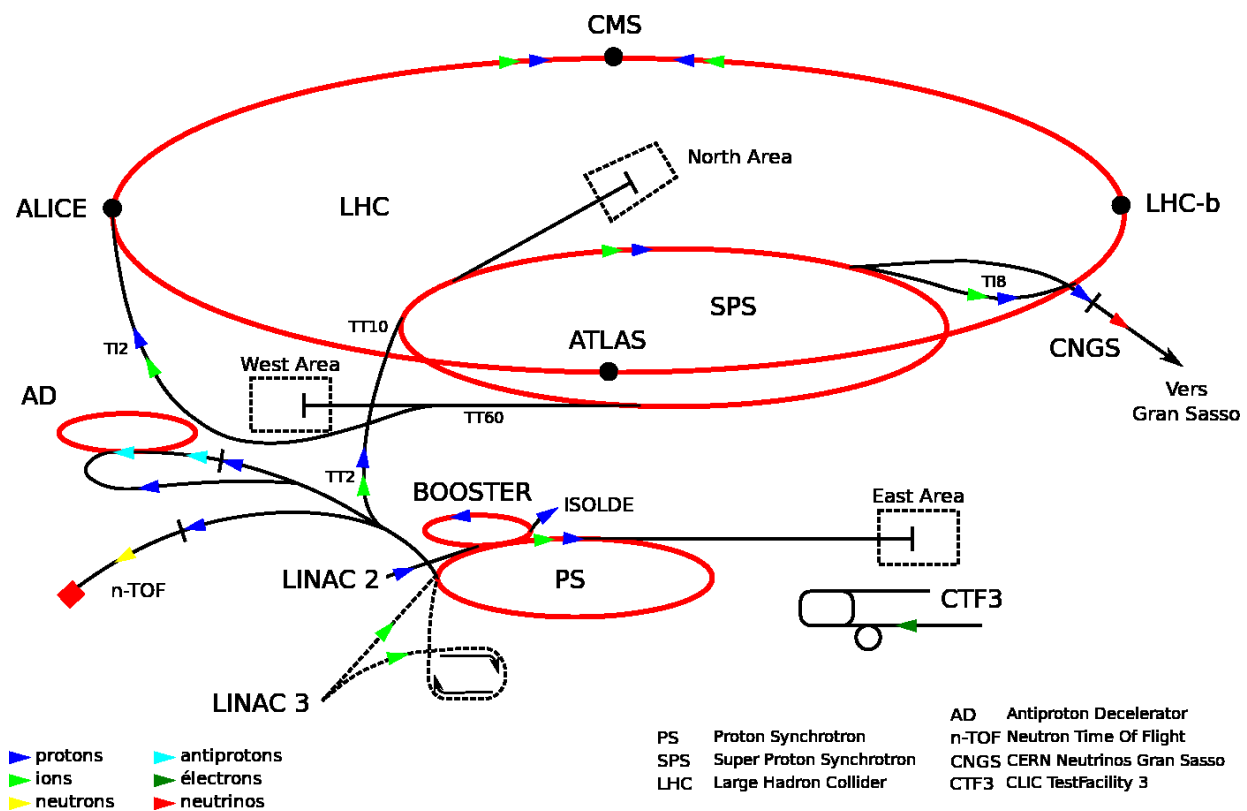 CMS
North Area
ALICE
LHC
LHC-b
TI8
SPS
TT10
ATLAS
CNGS
TI2
West Area
Vers
Gran Sasso
AD
TT60
TT2
BOOSTER
ISOLDE
East Area
LINAC 2
PS
n-TOF
CTF3
LINAC 3
protons
ions
neutrons
antiprotons
électrons
neutrinos
PS Proton Synchrotron
SPS Super Proton Synchrotron
LHC Large Hadron Collider
AD Antiproton Decelerator
n-TOF Neutron Time Of Flight
CNGS CERN Neutrinos Gran Sasso
CTF3 CLIC TestFacility 3